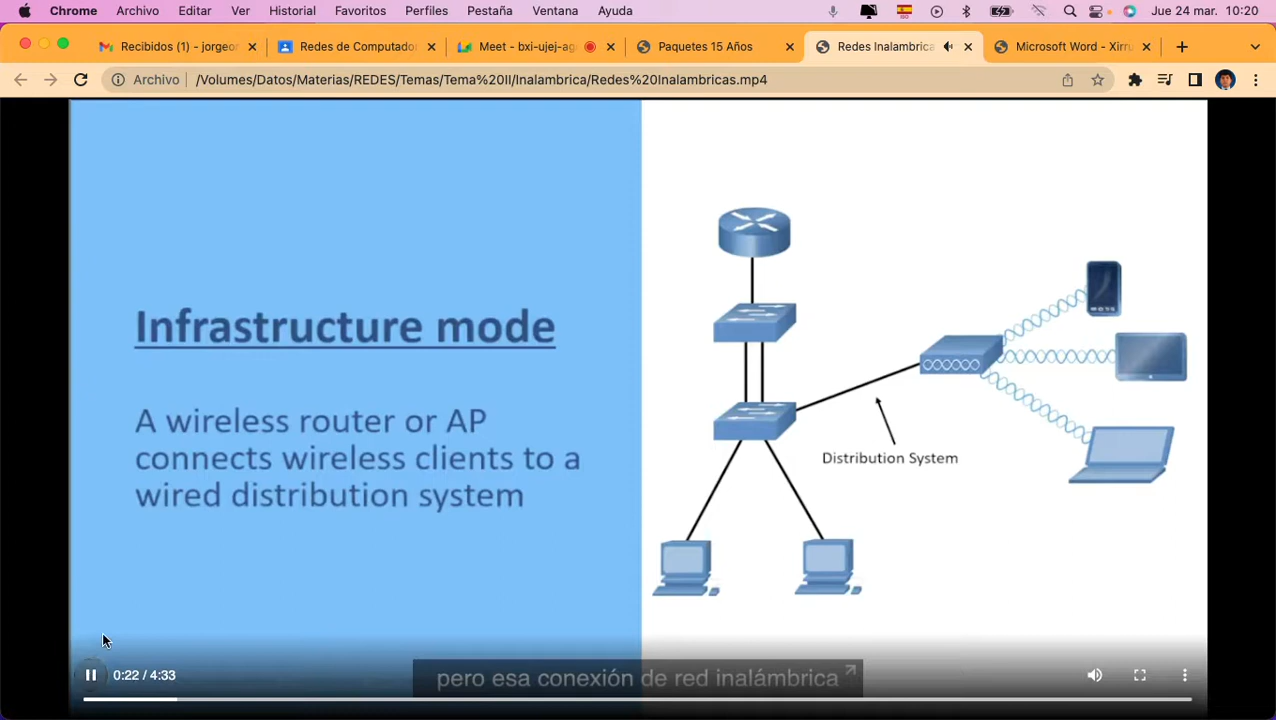 Chrome Archivo Editar Ver Historial Favoritos Perfiles Pestaña Ventana Ayuda Jue 24 mar. 10:20
Recibidos (1) - jorgeor Redes de Computador Meet - bxi-ujej-ag Paquetes 15 Años Redes Inalambrica Microsoft Word - Xirru
Archivo /Volumes/Datos/Materias/REDES/Temas/Tema%20II/Inalambrica/Redes%20Inalambricas.mp4
Infrastructure mode
A wireless router or AP
connects wireless clients to a
wired distribution system
Distribution System
pero esa conexión de red inalámbrica
0:22 / 4:33